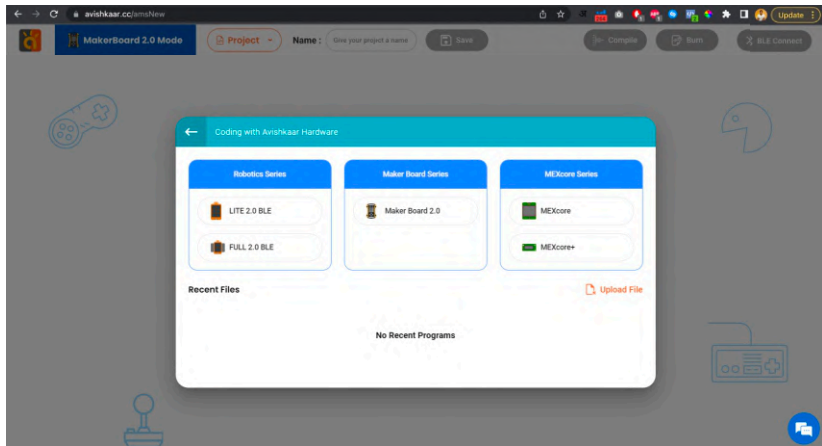 avishkaar.cc/amsNew
Update
MakerBoard 2.0 Mode
Project
Name :
Give your project a name
Save
Compile
Burn
BLE Connect
Coding with Avishkaar Hardware
Robotics Series
Maker Board Series
MEXcore Series
LITE 2.0 BLE
Maker Board 2.0
MEXcore
FULL 2.0 BLE
MEXcore+
Recent Files
Upload File
No Recent Programs